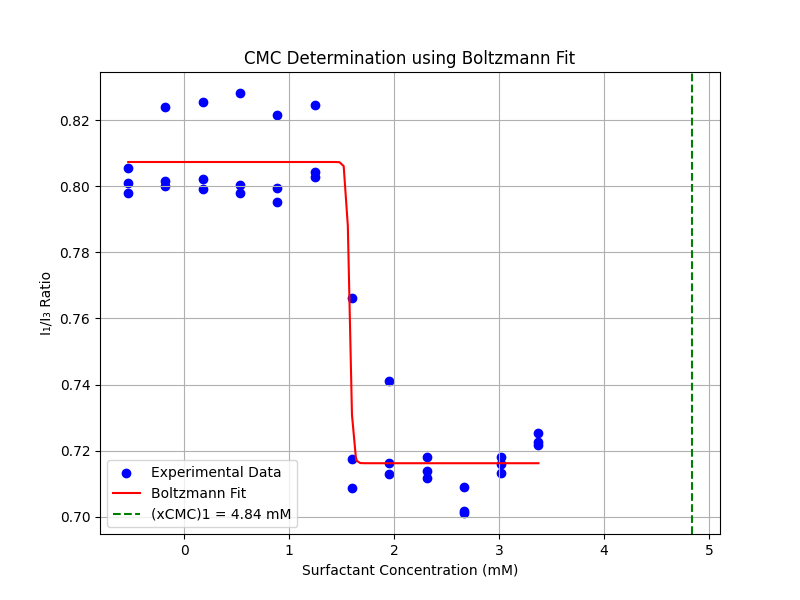 CMC Determination using Boltzmann Fit
I₁/I₃ Ratio
0.82
0.80
0.78
0.76
0.74
0.72
0.70
Experimental Data
Boltzmann Fit
(xCMC)1 = 4.84 mM
0 1 2 3 4 5
Surfactant Concentration (mM)